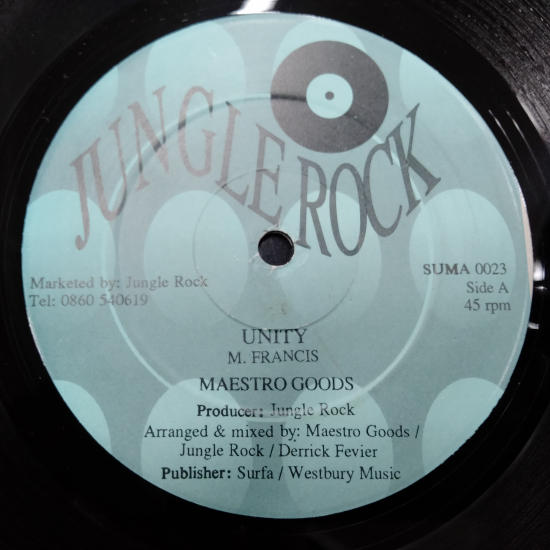 JUNGLE ROCK
Marketed by: Jungle Rock
Tel: 0860 540619
SUMA 0023
Side A
45 rpm
UNITY
M. FRANCIS
MAESTRO GOODS
Producer: Jungle Rock
Arranged & mixed by: Maestro Goods /
Jungle Rock / Derrick Fevier
Publisher: Surfa / Westbury Music